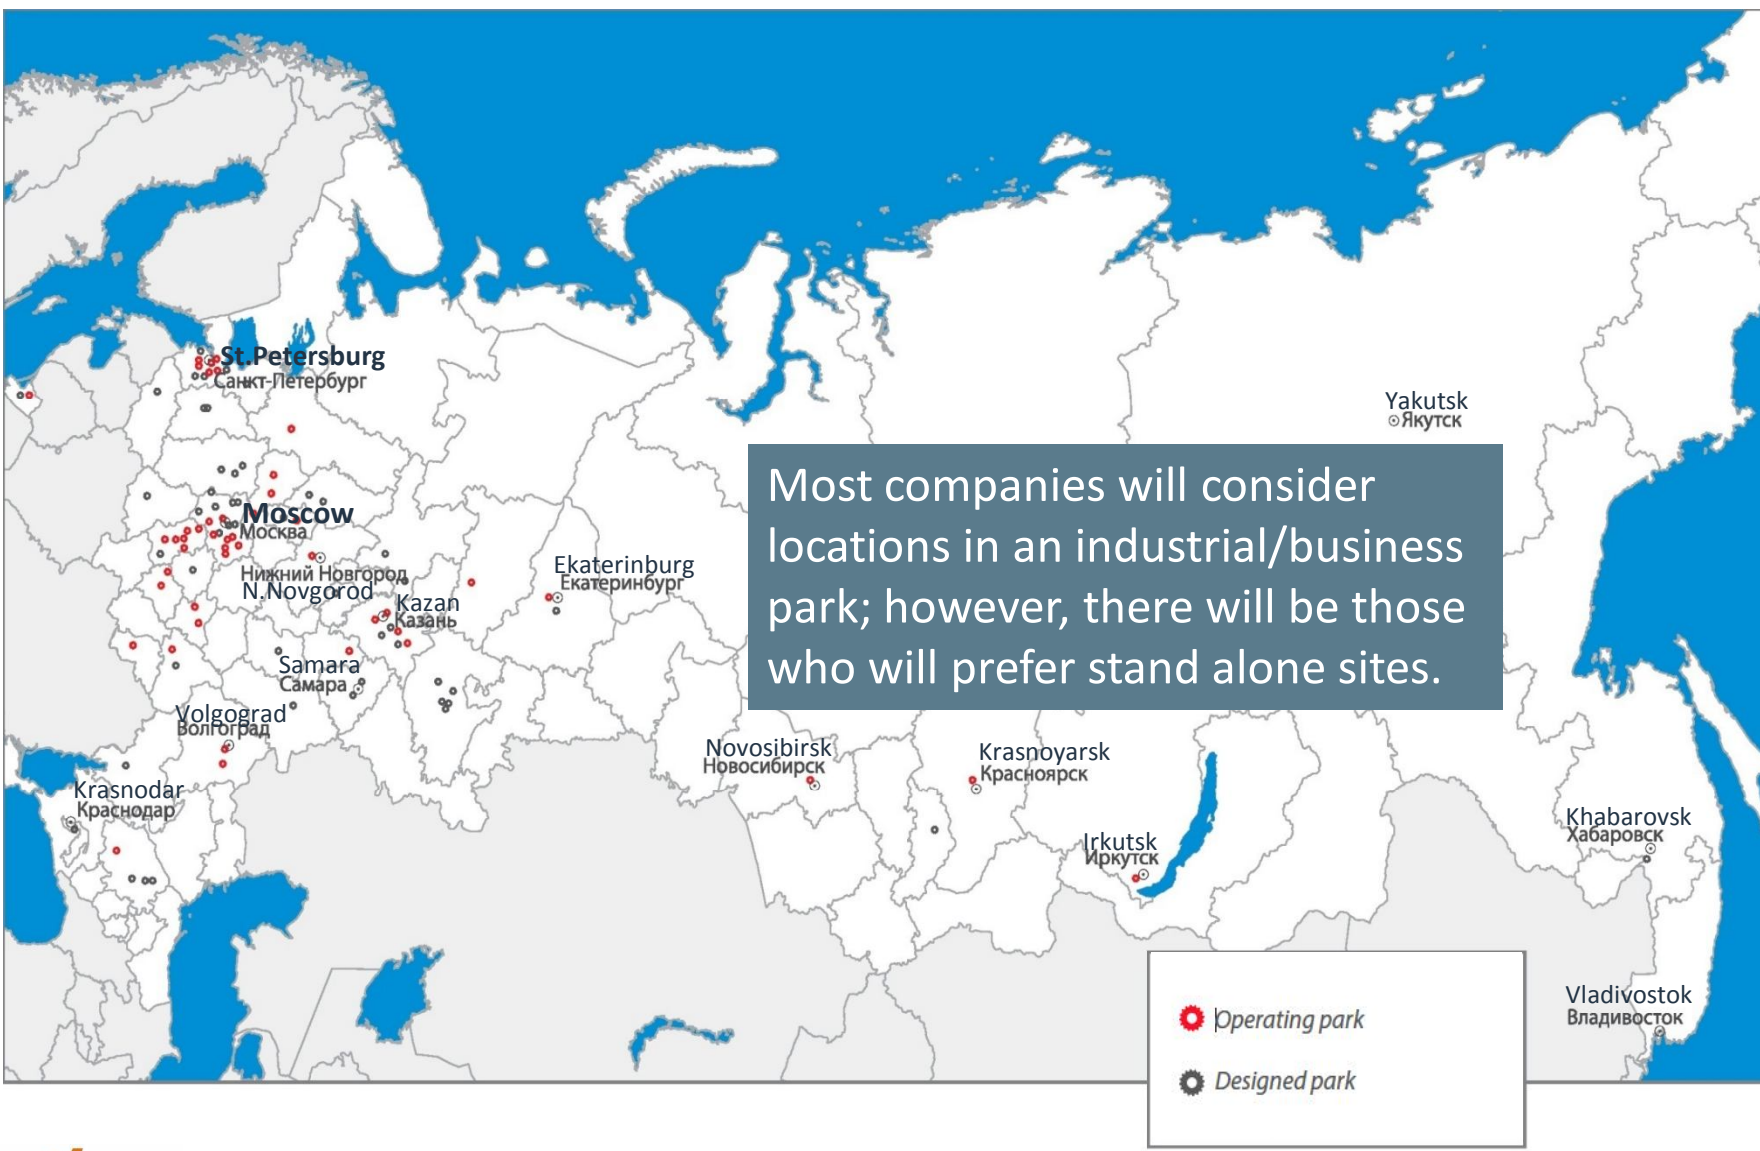 St.Petersburg
Санкт-Петербург
Yakutsk
Якутск
Most companies will consider
locations in an industrial/business
park; however, there will be those
who will prefer stand alone sites.
Moscow
Москва
Нижний Новгород
N.Novgorod
Ekaterinburg
Екатеринбург
Kazan
Казань
Samara
Самара
Volgograd
Волгоград
Novosibirsk
Новосибирск
Krasnoyarsk
Красноярск
Krasnodar
Краснодар
Irkutsk
Иркутск
Khabarovsk
Хабаровск
Vladivostok
Владивосток
Operating park
Designed park